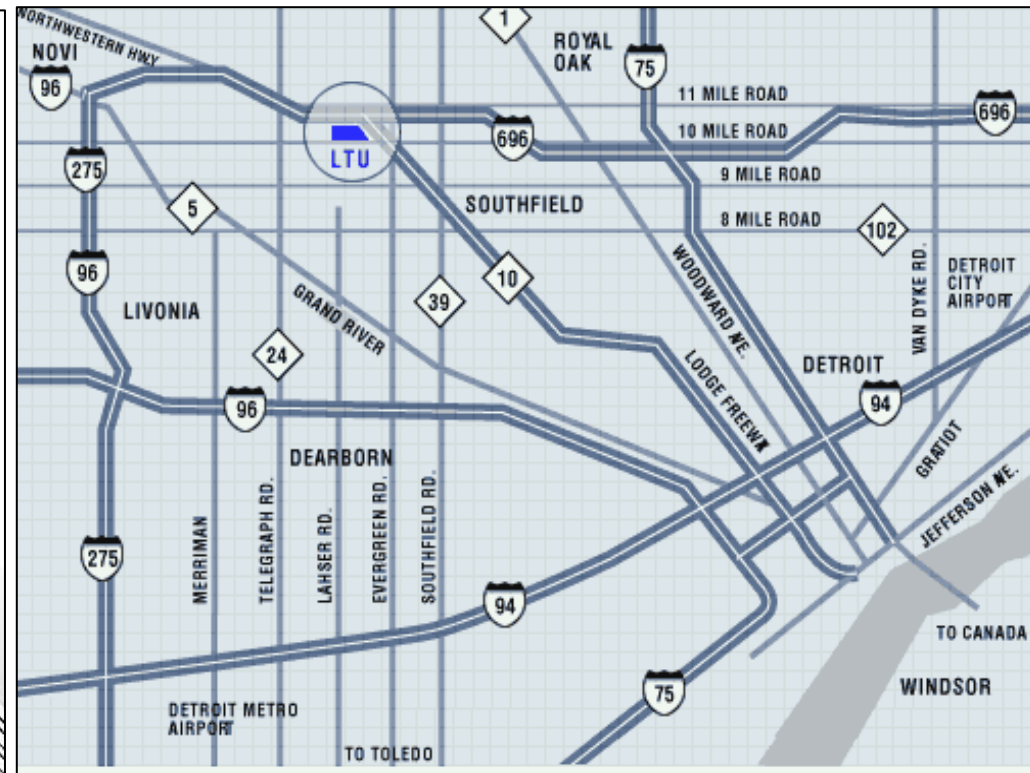 NORTHWESTERN HWY
NOVI
96
1
ROYAL
OAK
75
11 MILE ROAD
696
10 MILE ROAD
696
LTU
275
9 MILE ROAD
5
SOUTHFIELD
8 MILE ROAD
102
96
10
WOODWARD
VAN DYKE RD.
DETROIT
CITY
AIRPORT
LIVONIA
GRAND RIVER
39
24
LODGE
DETROIT
96
94
DEARBORN
GRATIOT
JEFFERSON
MERRIMAN
TELEGRAPH RD.
LAHSER RD.
EVERGREEN RD.
SOUTHFIELD RD.
275
94
TO CANADA
75
WINDSOR
DETROIT METRO
AIRPORT
TO TOLEDO